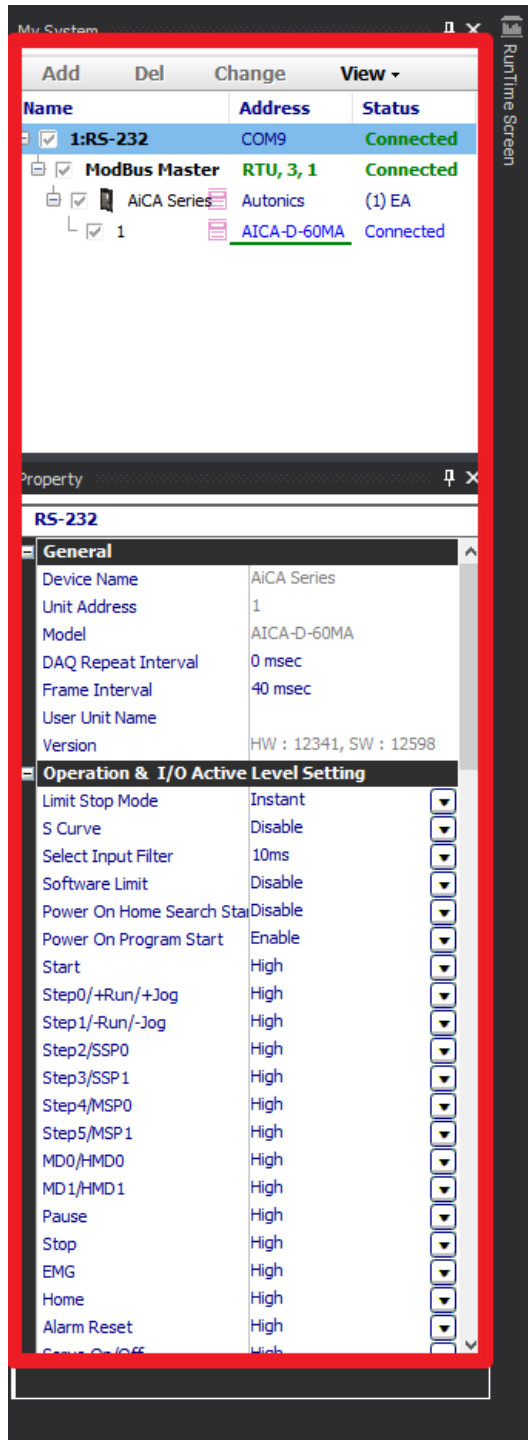 My System
RunTime Screen
Add Del Change View
Name Address Status
1:RS-232 COM9 Connected
ModBus Master RTU, 3, 1 Connected
AiCA Series Autonics (1) EA
1 AICA-D-60MA Connected
Property
RS-232
General
Device Name AiCA Series
Unit Address 1
Model AICA-D-60MA
DAQ Repeat Interval 0 msec
Frame Interval 40 msec
User Unit Name
Version HW : 12341, SW : 12598
Operation & I/O Active Level Setting
Limit Stop Mode Instant
S Curve Disable
Select Input Filter 10ms
Software Limit Disable
Power On Home Search Star Disable
Power On Program Start Enable
Start High
Step0/+Run/+Jog High
Step1/-Run/-Jog High
Step2/SSP0 High
Step3/SSP1 High
Step4/MSP0 High
Step5/MSP1 High
MD0/HMD0 High
MD1/HMD1 High
Pause High
Stop High
EMG High
Home High
Alarm Reset High
Servo On/Off High